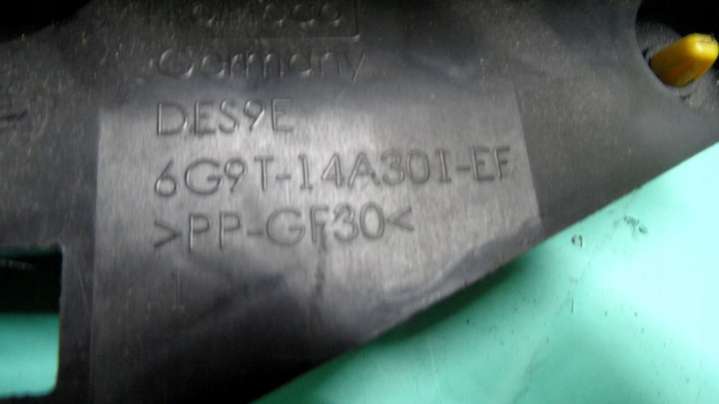 Germany
DES9E
6G9T-14A301-EF
>PP-GF30<